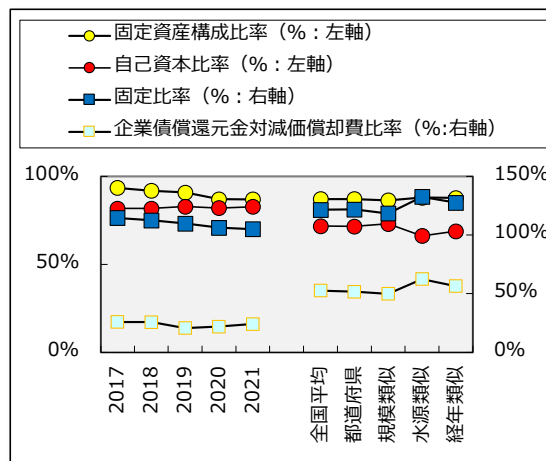 固定資産構成比率（%：左軸）
自己資本比率（%：左軸）
固定比率（%：右軸）
企業債償還元金対減価償却費比率（%:右軸）
100%
50%
0%
150%
100%
50%
0%
2017
2018
2019
2020
2021
全国平均
都道府県
規模類似
水源類似
経年類似